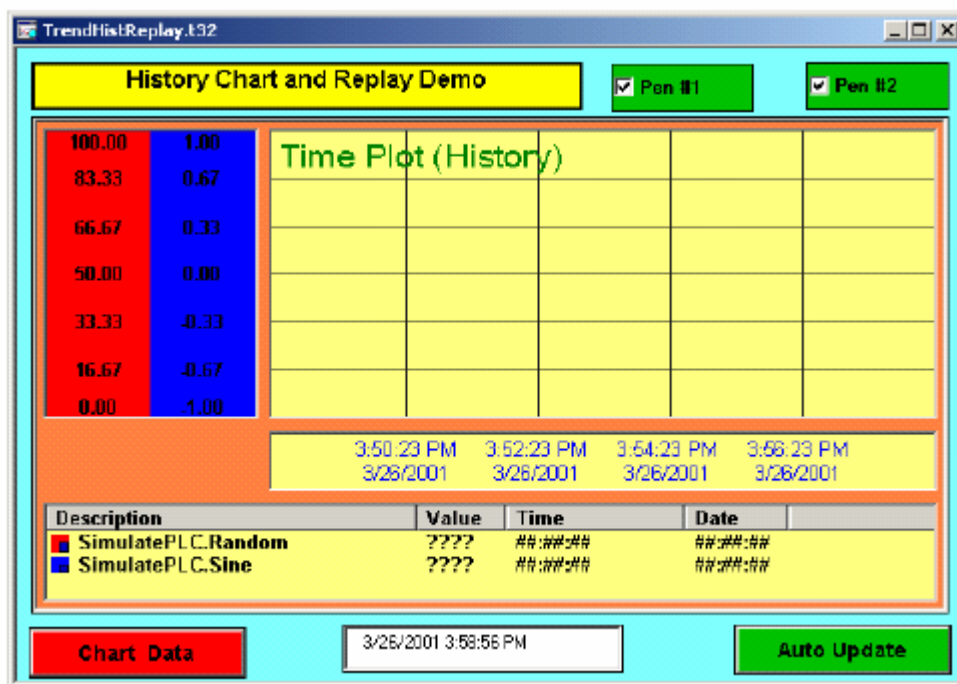 TrendHistReplay.t32
History Chart and Replay Demo
Pen #1
Pen #2
100.00 1.00
83.33 0.67
66.67 0.33
50.00 0.00
33.33 -0.33
16.67 -0.67
0.00 -1.00
Time Plot (History)
3:50:23 PM 3:52:23 PM 3:54:23 PM 3:56:23 PM
3/26/2001 3/26/2001 3/26/2001 3/26/2001
Description Value Time Date
SimulatePLC.Random ???? ##:##:## ##:##:##
SimulatePLC.Sine ???? ##:##:## ##:##:##
Chart Data
3/26/2001 3:58:56 PM
Auto Update